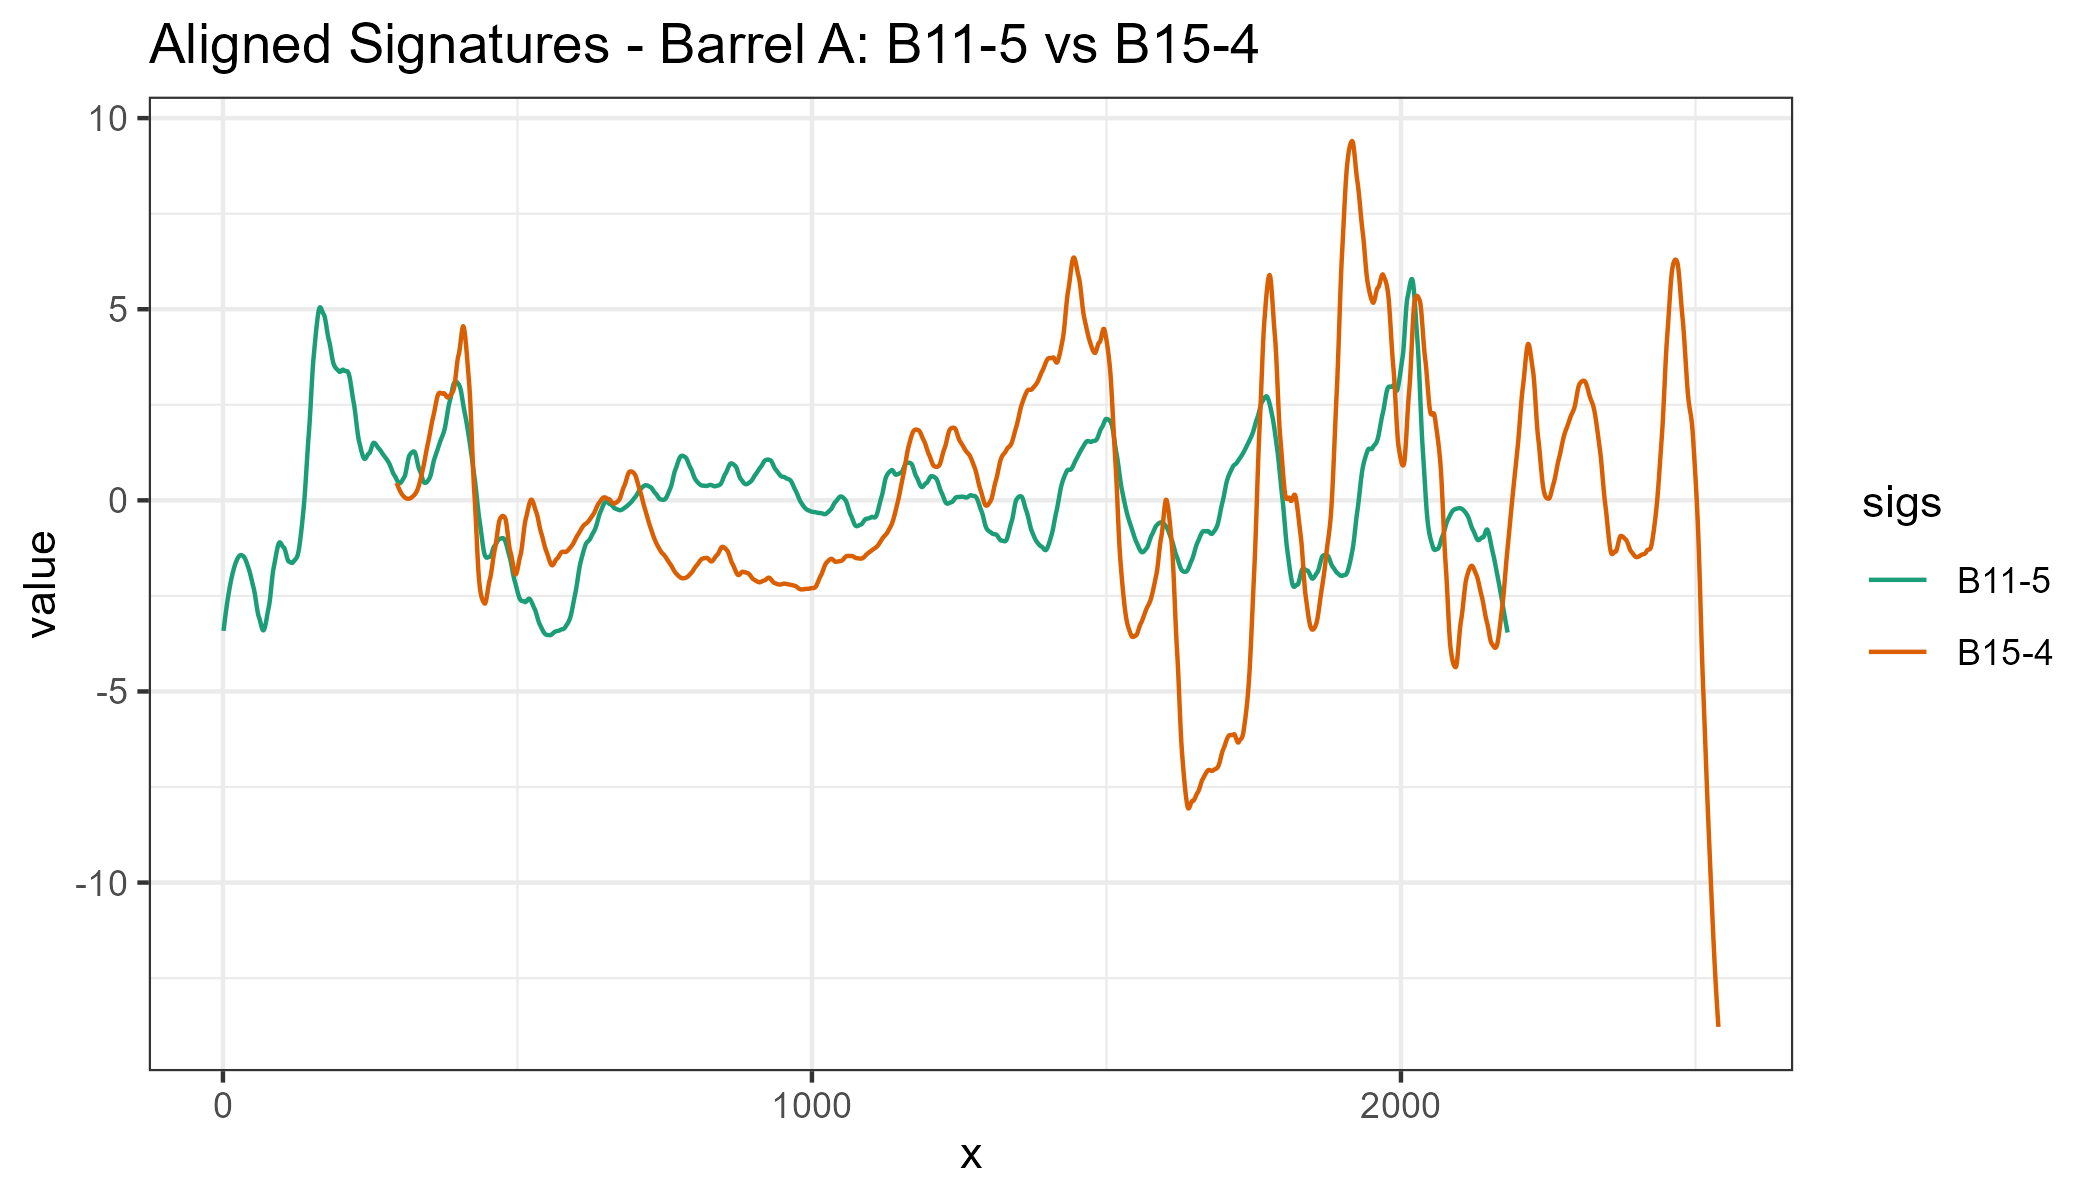 Aligned Signatures - Barrel A: B11-5 vs B15-4
10
5
0
-5
-10
value
0
1000
2000
x
sigs
B11-5
B15-4